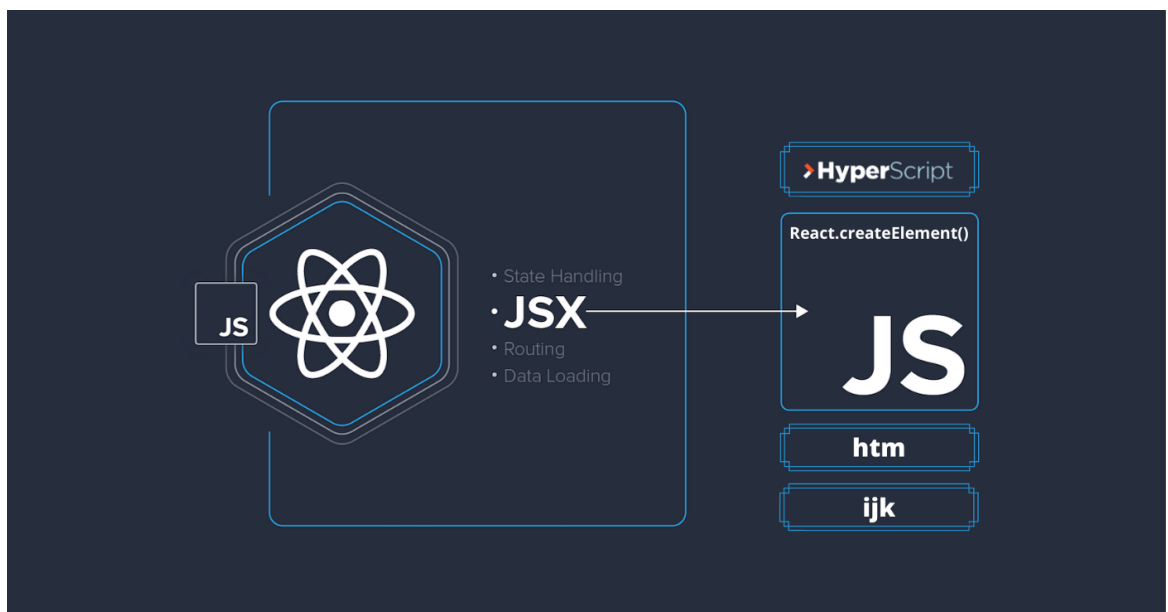 JS
• State Handling
• JSX
• Routing
• Data Loading
HyperScript
React.createElement()
JS
htm
ijk